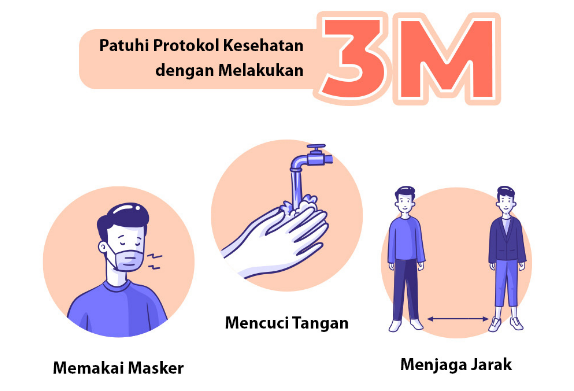 Patuhi Protokol Kesehatan
dengan Melakukan
3M
Memakai Masker
Mencuci Tangan
Menjaga Jarak